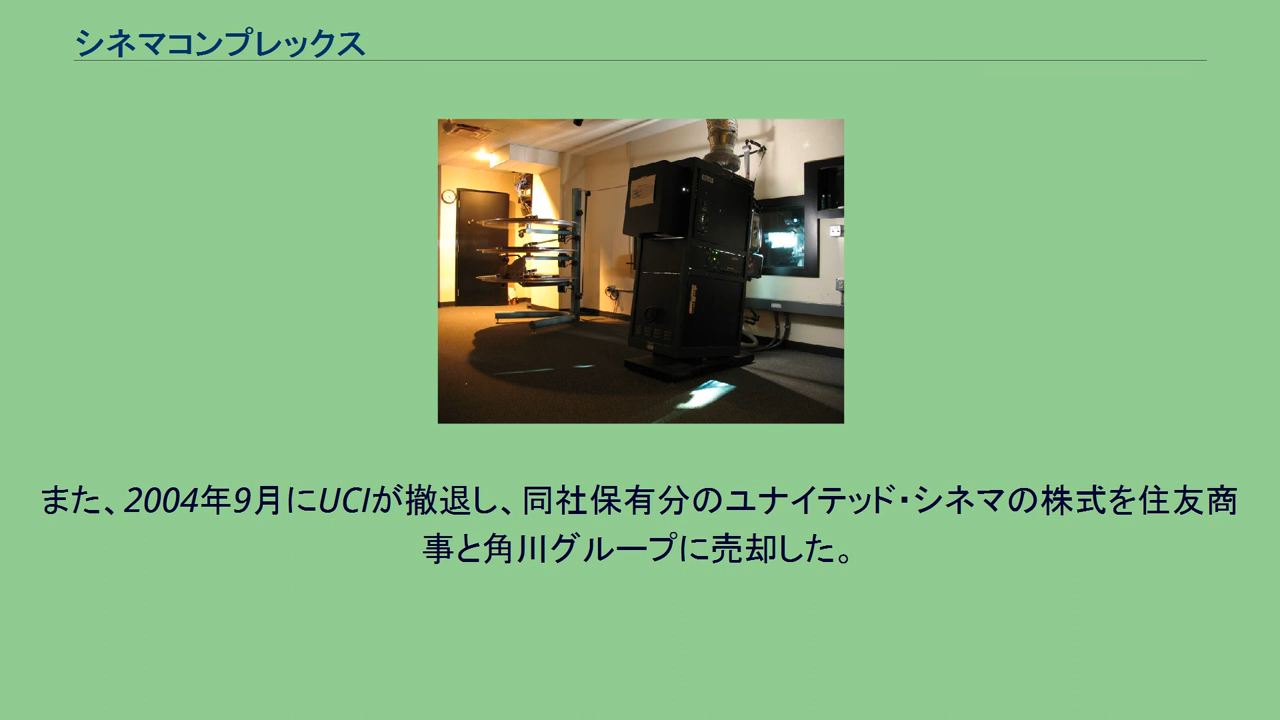 シネマコンプレックス
また、2004年9月にUCIが撤退し、同社保有分のユナイテッド・シネマの株式を住友商
事と角川グループに売却した。